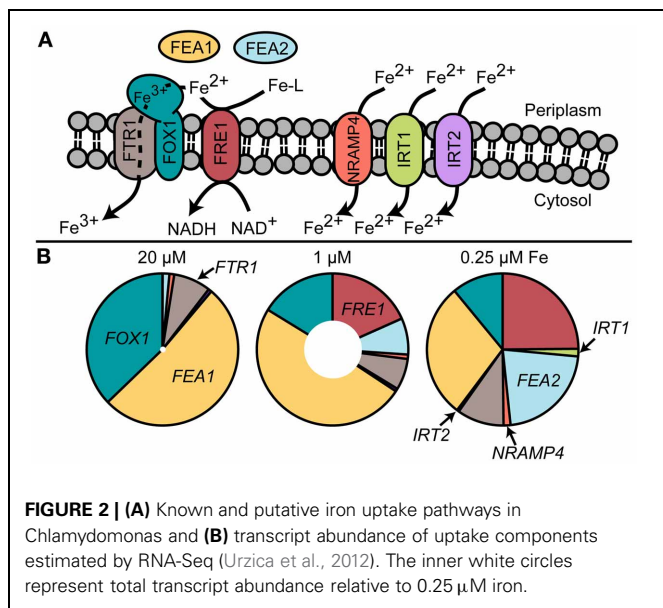 A
FEA1 FEA2
Fe3+ Fe2+ Fe-L Fe2+ Fe2+ Fe2+
Periplasm
FTR1 FOX1 FRE1 NRAMP4 IRT1 IRT2
Cytosol
Fe3+ NADH NAD+ Fe2+ Fe2+ Fe2+
B
20 µM 1 µM 0.25 µM Fe
FTR1
FOX1 FRE1 IRT1
FEA1 FEA2
IRT2 NRAMP4
FIGURE 2 | (A) Known and putative iron uptake pathways in
Chlamydomonas and (B) transcript abundance of uptake components
estimated by RNA-Seq (Urzica et al., 2012). The inner white circles
represent total transcript abundance relative to 0.25 µM iron.